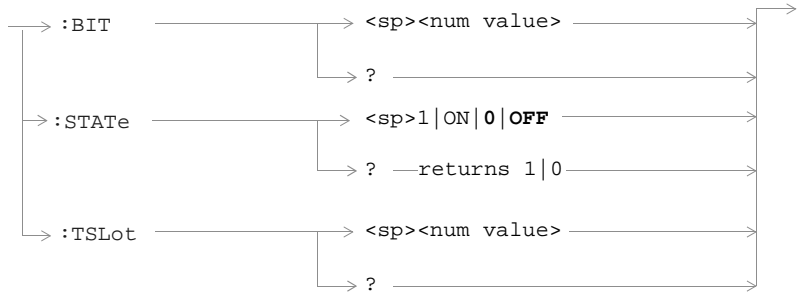 :BIT <sp><num value>
?
:STATe <sp>1|ON|0|OFF
? returns 1|0
:TSLot <sp><num value>
?